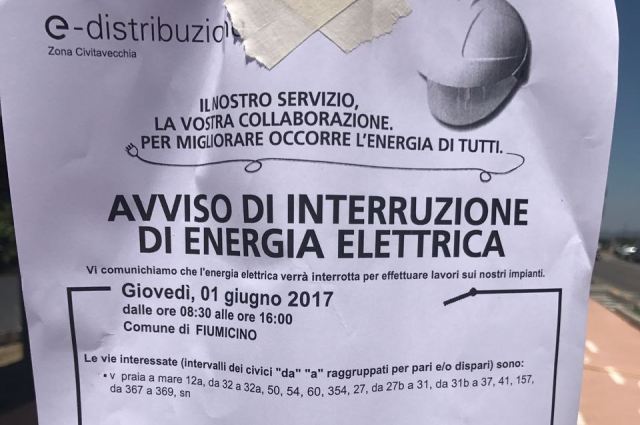 e-distribuzione
Zona Civitavecchia
IL NOSTRO SERVIZIO,
LA VOSTRA COLLABORAZIONE.
PER MIGLIORARE OCCORRE L'ENERGIA DI TUTTI.
AVVISO DI INTERRUZIONE
DI ENERGIA ELETTRICA
Vi comunichiamo che l'energia elettrica verrà interrotta per effettuare lavori sui nostri impianti.
Giovedì, 01 giugno 2017
dalle ore 08:30 alle ore 16:00
Comune di FIUMICINO
Le vie interessate (intervalli dei civici "da" "a" raggruppati per pari e/o dispari) sono:
• v praia a mare 12a, da 32 a 32a, 50, 54, 60, 354, 27, da 27b a 31, da 31b a 37, 41, 157,
da 367 a 369, sn